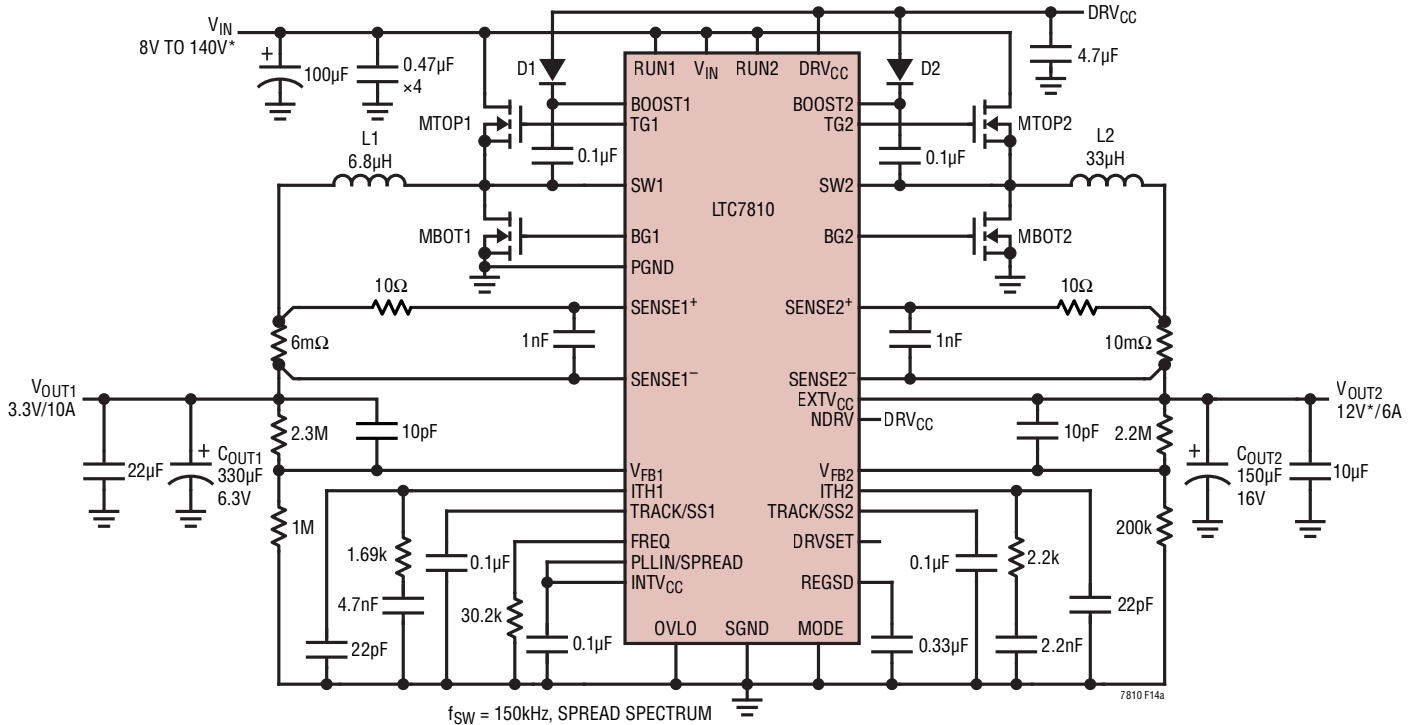 DRVCC
VIN
8V TO 140V*
+
100µF
0.47µF
×4
D1
RUN1
VIN
RUN2
DRVCC
D2
4.7µF
BOOST1
BOOST2
MTOP1
TG1
TG2
MTOP2
L1
6.8µH
0.1µF
0.1µF
L2
33µH
SW1
SW2
LTC7810
MBOT1
BG1
BG2
MBOT2
PGND
10Ω
SENSE1+
SENSE2+
10Ω
6mΩ
1nF
1nF
10mΩ
SENSE1−
SENSE2−
VOUT1
3.3V/10A
EXTVCC
VOUT2
12V*/6A
NDRV
DRVCC
2.3M
10pF
10pF
2.2M
22µF
+
COUT1
330µF
6.3V
VFB1
VFB2
+
COUT2
150µF
16V
10µF
ITH1
ITH2
1M
TRACK/SS1
TRACK/SS2
200k
1.69k
0.1µF
FREQ
DRVSET
0.1µF
2.2k
PLLIN/SPREAD
INTVCC
REGSD
4.7nF
30.2k
22pF
22pF
0.1µF
OVLO
SGND
MODE
0.33µF
2.2nF
7810 F14a
fSW = 150kHz, SPREAD SPECTRUM